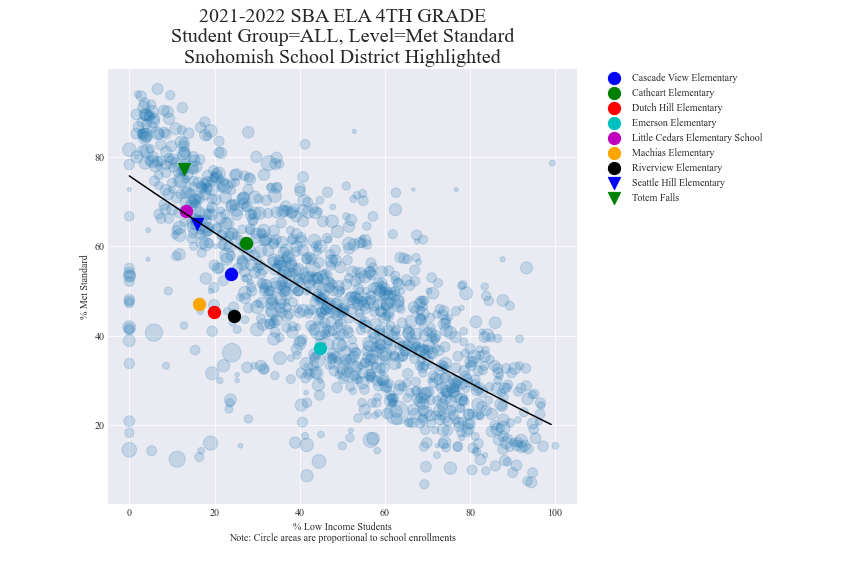 2021-2022 SBA ELA 4TH GRADE
Student Group=ALL, Level=Met Standard
Snohomish School District Highlighted
Cascade View Elementary
Cathcart Elementary
Dutch Hill Elementary
Emerson Elementary
Little Cedars Elementary School
Machias Elementary
Riverview Elementary
Seattle Hill Elementary
Totem Falls
% Met Standard
80
60
40
20
0 20 40 60 80 100
% Low Income Students
Note: Circle areas are proportional to school enrollments